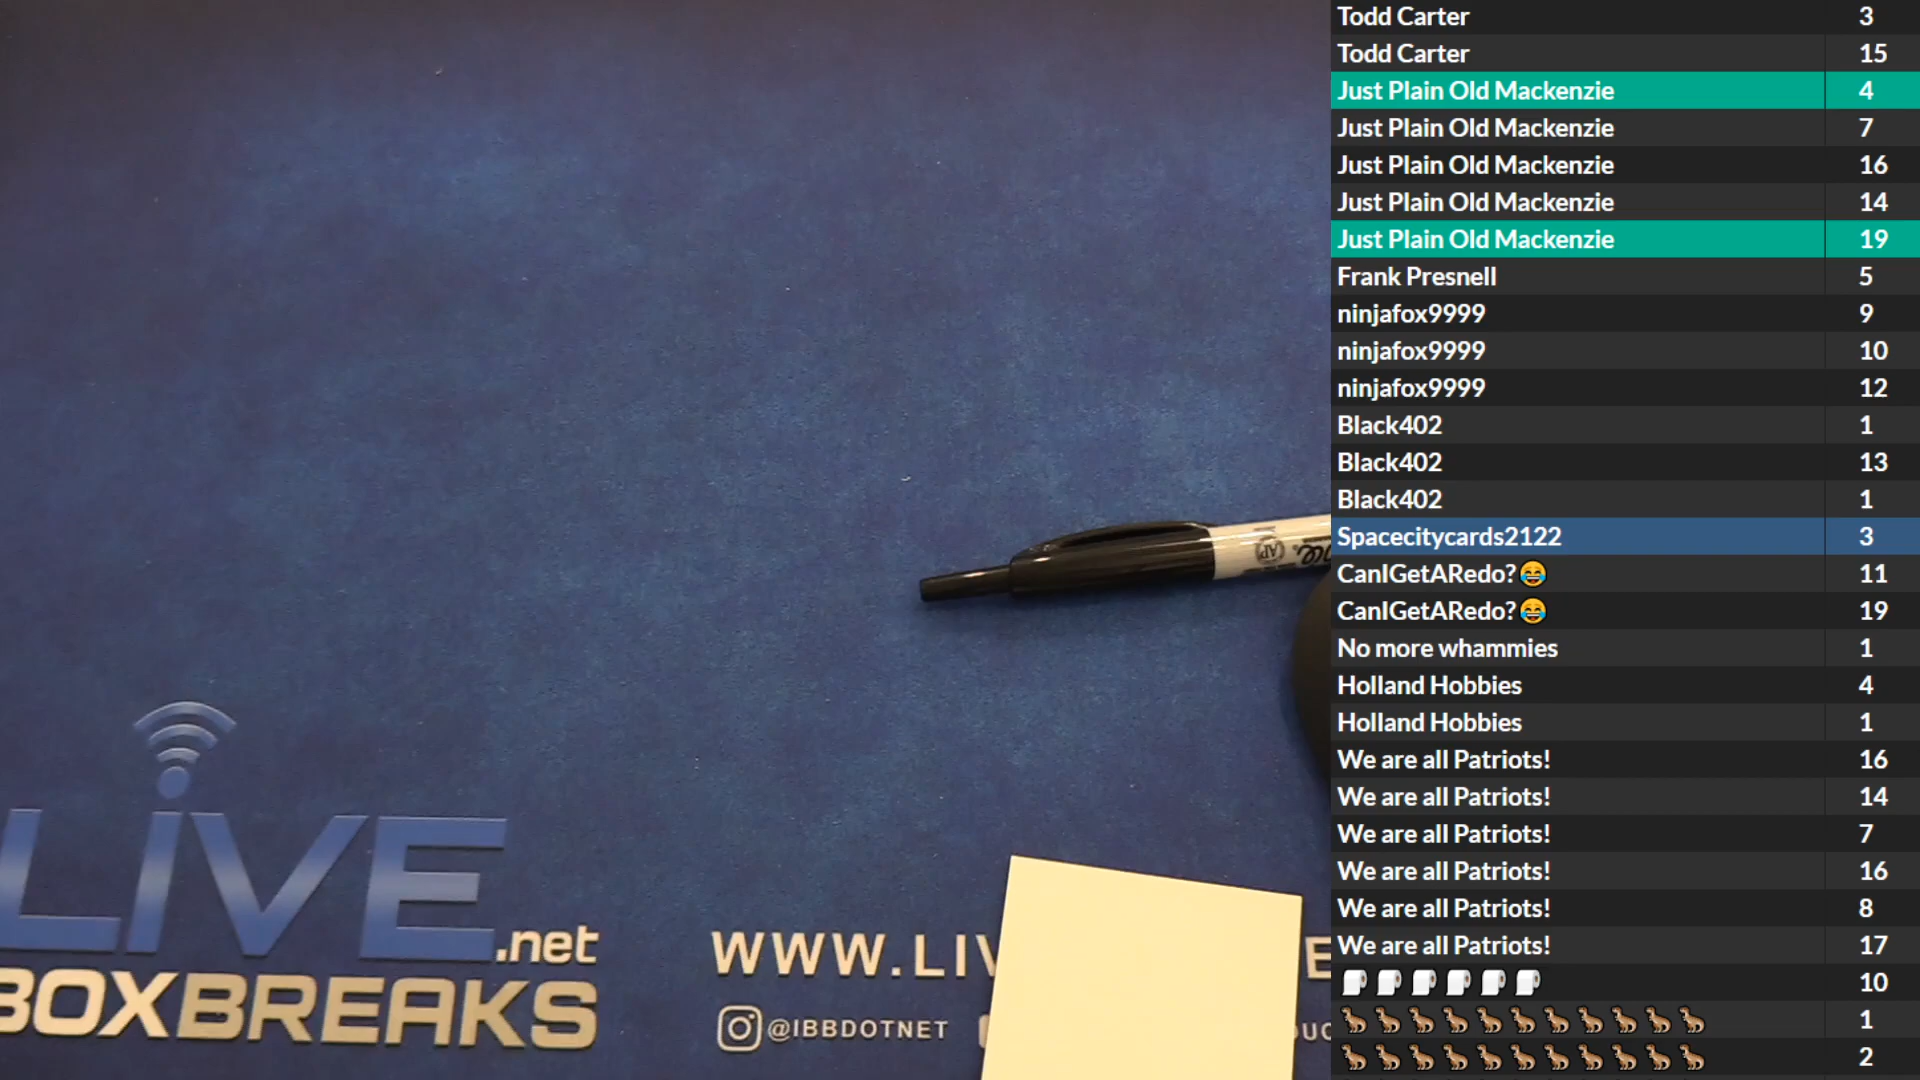 Todd Carter 3
Todd Carter 15
Just Plain Old Mackenzie 4
Just Plain Old Mackenzie 7
Just Plain Old Mackenzie 16
Just Plain Old Mackenzie 14
Just Plain Old Mackenzie 19
Frank Presnell 5
ninjafox9999 9
ninjafox9999 10
ninjafox9999 12
Black402 1
Black402 13
Black402 1
Spacecitycards2122 3
CanIGetARedo?😂 11
CanIGetARedo?😂 19
No more whammies 1
Holland Hobbies 4
Holland Hobbies 1
We are all Patriots! 16
We are all Patriots! 14
We are all Patriots! 7
We are all Patriots! 16
We are all Patriots! 8
We are all Patriots! 17
🧻🧻🧻🧻🧻🧻 10
🦖🦖🦖🦖🦖🦖🦖🦖🦖🦖🦖 1
🦖🦖🦖🦖🦖🦖🦖🦖🦖🦖🦖 2
AP
LIVE.net
BOXBREAKS
WWW.LIV
@IBBDOTNET